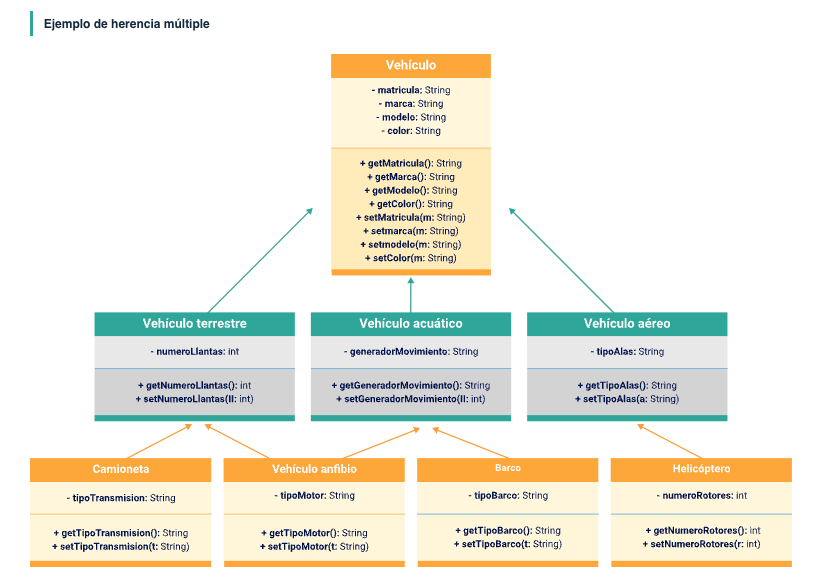 Ejemplo de herencia múltiple
Vehículo
- matricula: String
- marca: String
- modelo: String
- color: String
+ getMatricula(): String
+ getMarca(): String
+ getModelo(): String
+ getColor(): String
+ setMatricula(m: String)
+ setmarca(m: String)
+ setmodelo(m: String)
+ setColor(m: String)
Vehículo terrestre
- numeroLlantas: int
+ getNumeroLlantas(): int
+ setNumeroLlantas(ll: int)
Vehículo acuático
- generadorMovimiento: String
+ getGeneradorMovimiento(): String
+ setGeneradorMovimiento(ll: int)
Vehículo aéreo
- tipoAlas: String
+ getTipoAlas(): String
+ setTipoAlas(a: String)
Camioneta
- tipoTransmision: String
+ getTipoTransmision(): String
+ setTipoTransmision(t: String)
Vehículo anfibio
- tipoMotor: String
+ getTipoMotor(): String
+ setTipoMotor(t: String)
Barco
- tipoBarco: String
+ getTipoBarco(): String
+ setTipoBarco(t: String)
Helicóptero
- numeroRotores: int
+ getNumeroRotores(): int
+ setNumeroRotores(r: int)